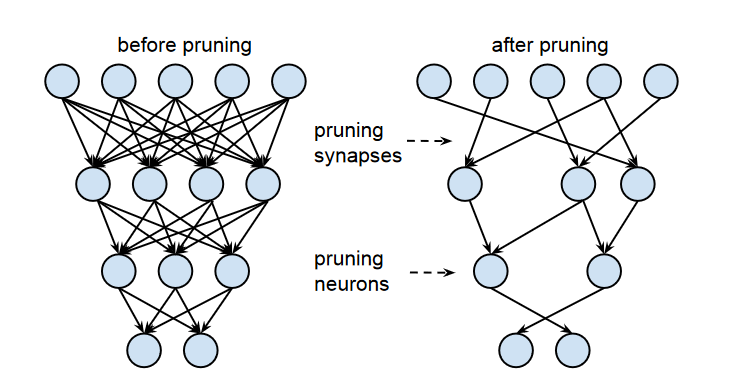 before pruning
after pruning
pruning
synapses
pruning
neurons